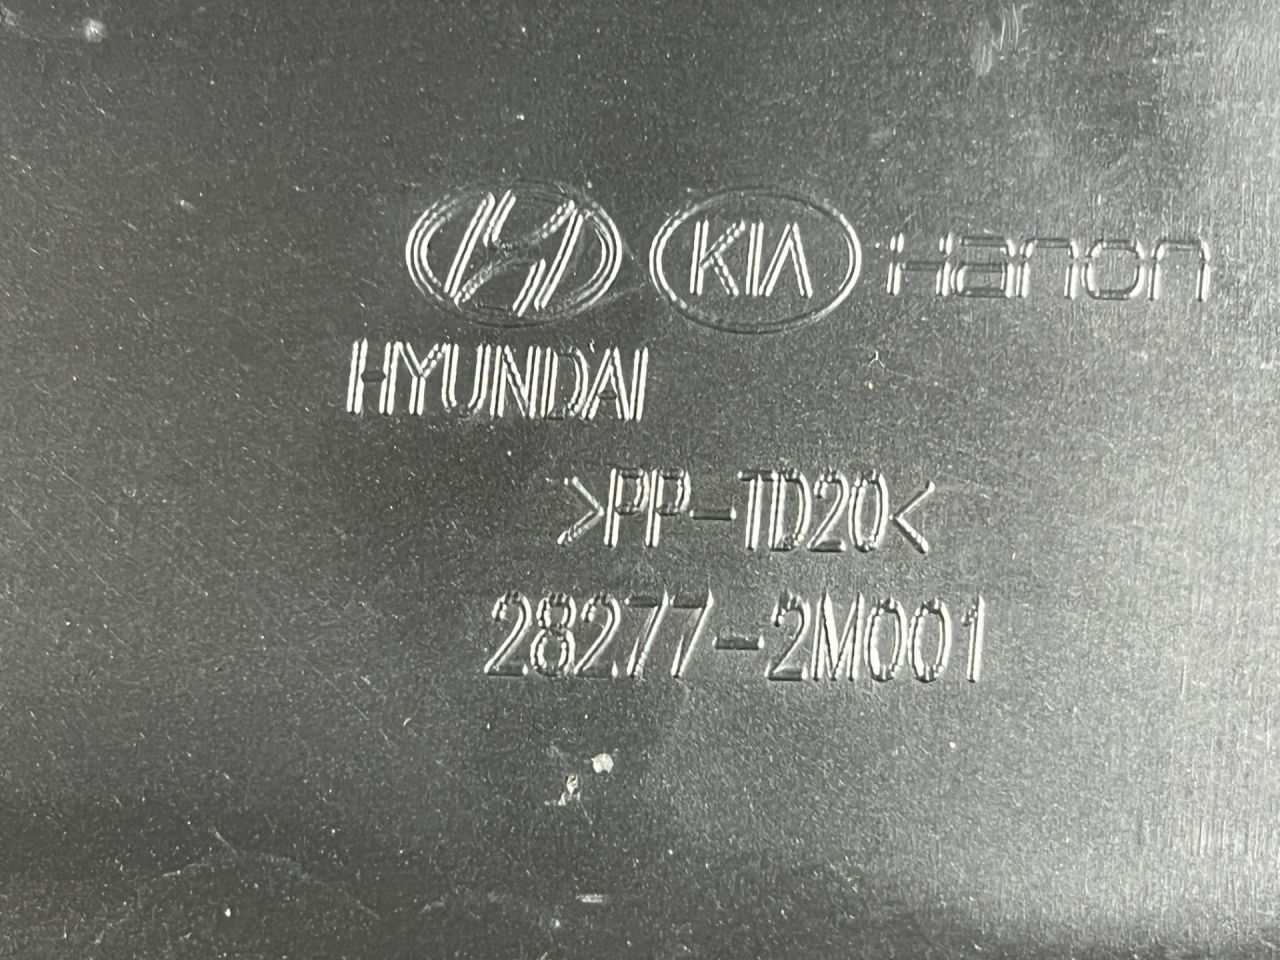 KIA Hanon
HYUNDAI
>PP-TD20<
28277-2M001